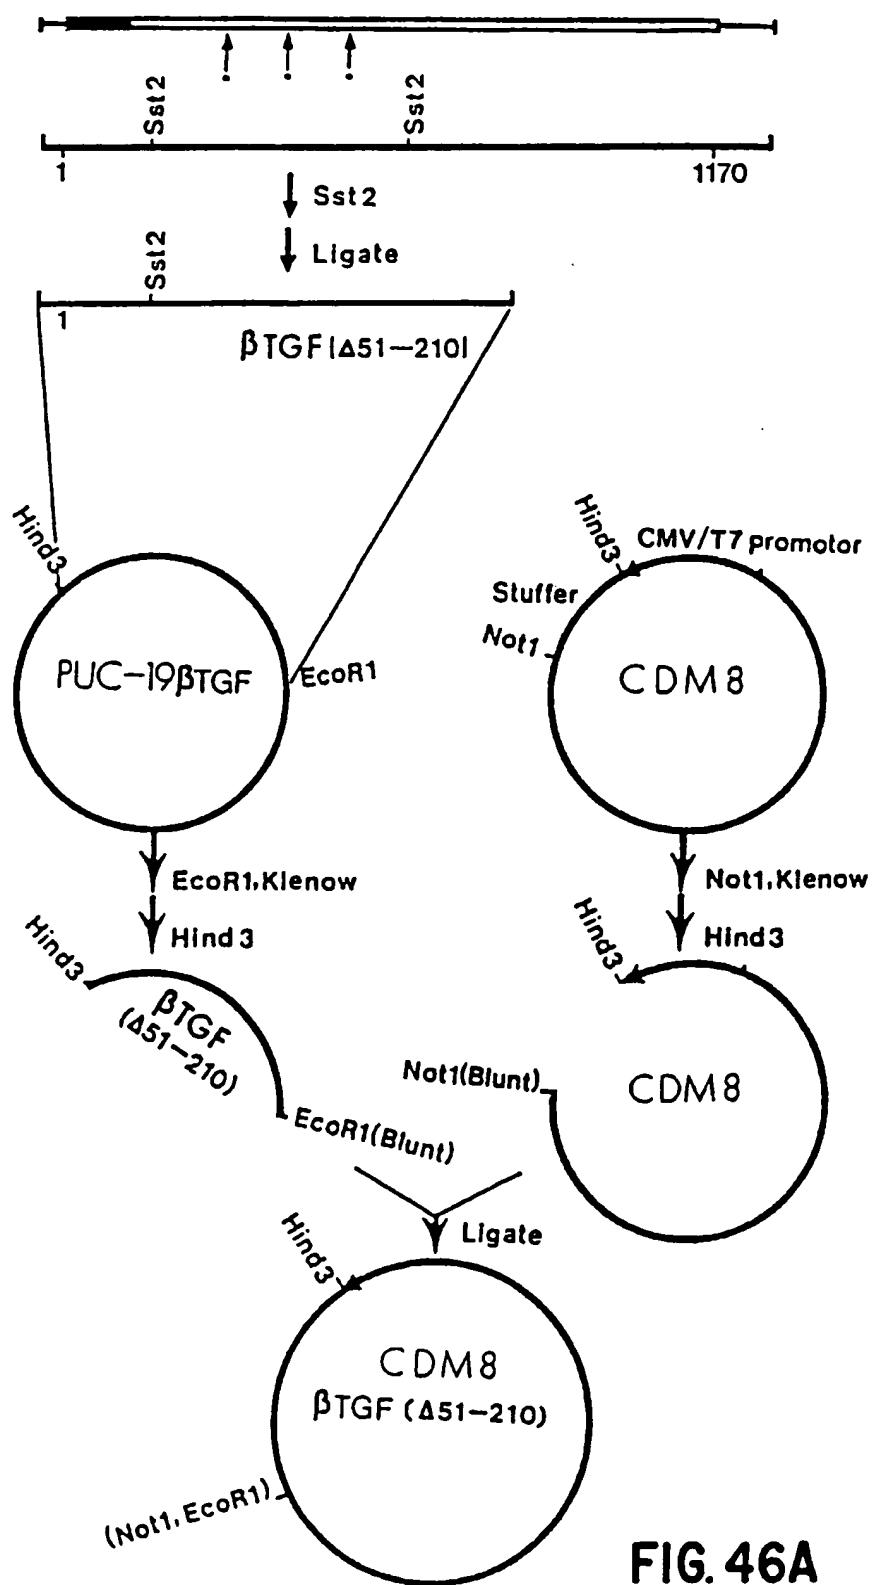 Sst2
Sst2
1
1170
Sst2
Ligate
Sst2
1
βTGF(Δ51-210)
Hind3
PUC-19βTGF
EcoR1
Hind3
CMV/T7 promotor
Stuffer
Not1
CDM8
EcoR1,Klenow
Hind3
Not1,Klenow
Hind3
Hind3
βTGF
(Δ51-210)
EcoR1(Blunt)
Hind3
Not1(Blunt)
CDM8
Ligate
Hind3
CDM8
βTGF (Δ51-210)
(Not1, EcoR1)
FIG. 46A